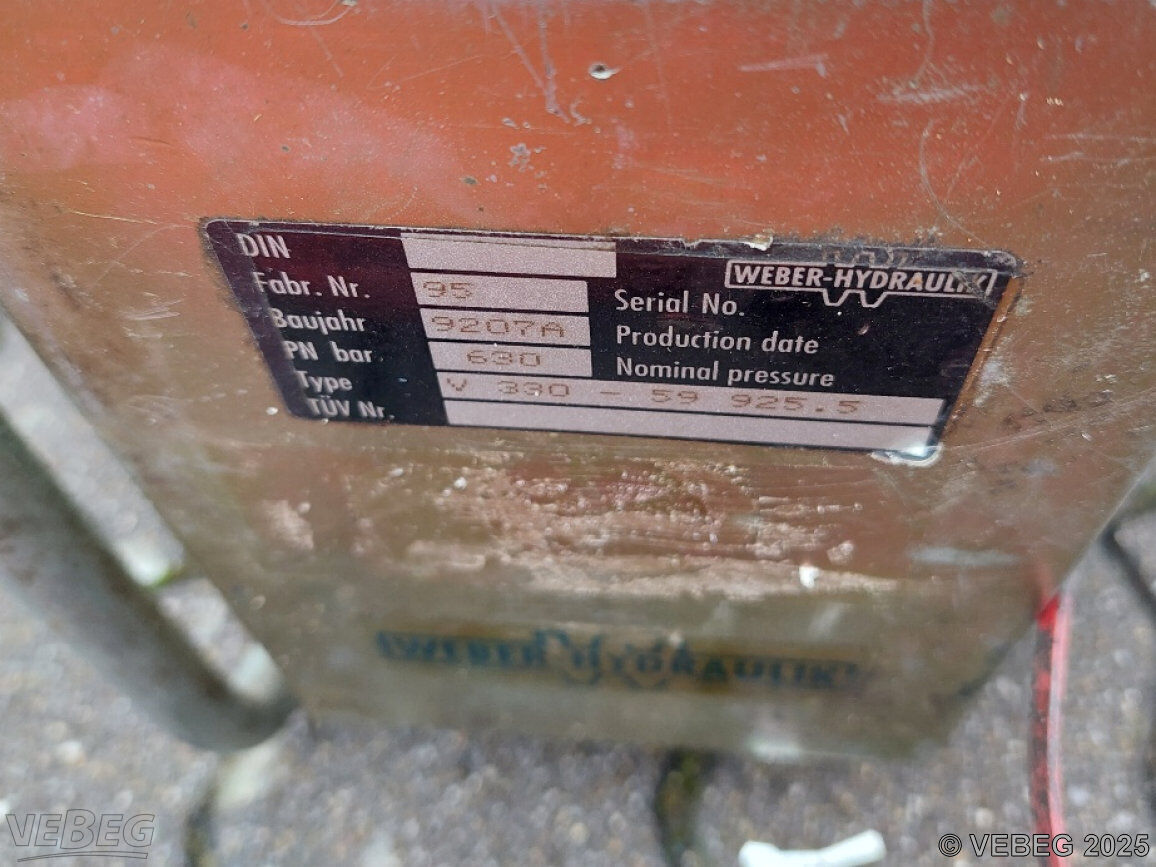 DIN
WEBER-HYDRAULIK
Fabr. Nr. 95 Serial No.
Baujahr 9207A Production date
PN bar 630 Nominal pressure
Type V 330 - 59 925.5
TÜV Nr.
WEBER-HYDRAULIK
VEBEG
© VEBEG 2025